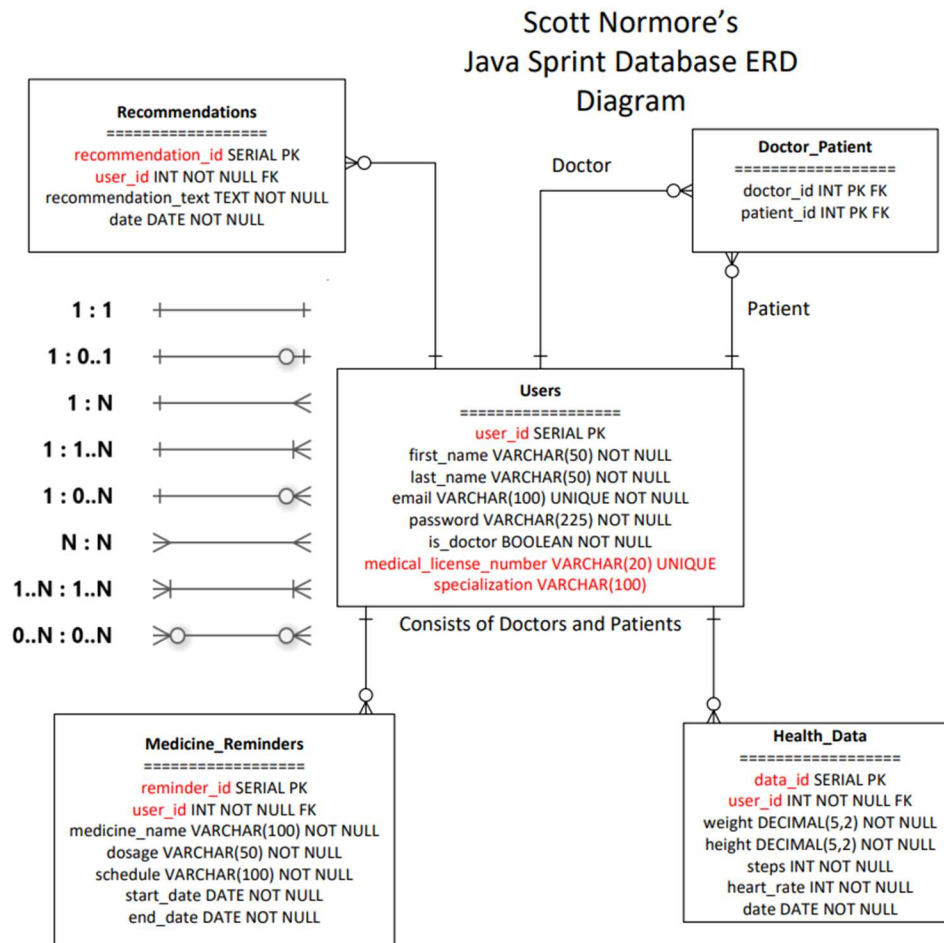 Scott Normore’s
Java Sprint Database ERD
Diagram
Recommendations
==================
recommendation_id SERIAL PK
user_id INT NOT NULL FK
recommendation_text TEXT NOT NULL
date DATE NOT NULL
Doctor
Doctor_Patient
==================
doctor_id INT PK FK
patient_id INT PK FK
Patient
1 : 1
1 : 0..1
1 : N
1 : 1..N
1 : 0..N
N : N
1..N : 1..N
0..N : 0..N
Users
==================
user_id SERIAL PK
first_name VARCHAR(50) NOT NULL
last_name VARCHAR(50) NOT NULL
email VARCHAR(100) UNIQUE NOT NULL
password VARCHAR(225) NOT NULL
is_doctor BOOLEAN NOT NULL
medical_license_number VARCHAR(20) UNIQUE
specialization VARCHAR(100)
Consists of Doctors and Patients
Medicine_Reminders
==================
reminder_id SERIAL PK
user_id INT NOT NULL FK
medicine_name VARCHAR(100) NOT NULL
dosage VARCHAR(50) NOT NULL
schedule VARCHAR(100) NOT NULL
start_date DATE NOT NULL
end_date DATE NOT NULL
Health_Data
==================
data_id SERIAL PK
user_id INT NOT NULL FK
weight DECIMAL(5,2) NOT NULL
height DECIMAL(5,2) NOT NULL
steps INT NOT NULL
heart_rate INT NOT NULL
date DATE NOT NULL